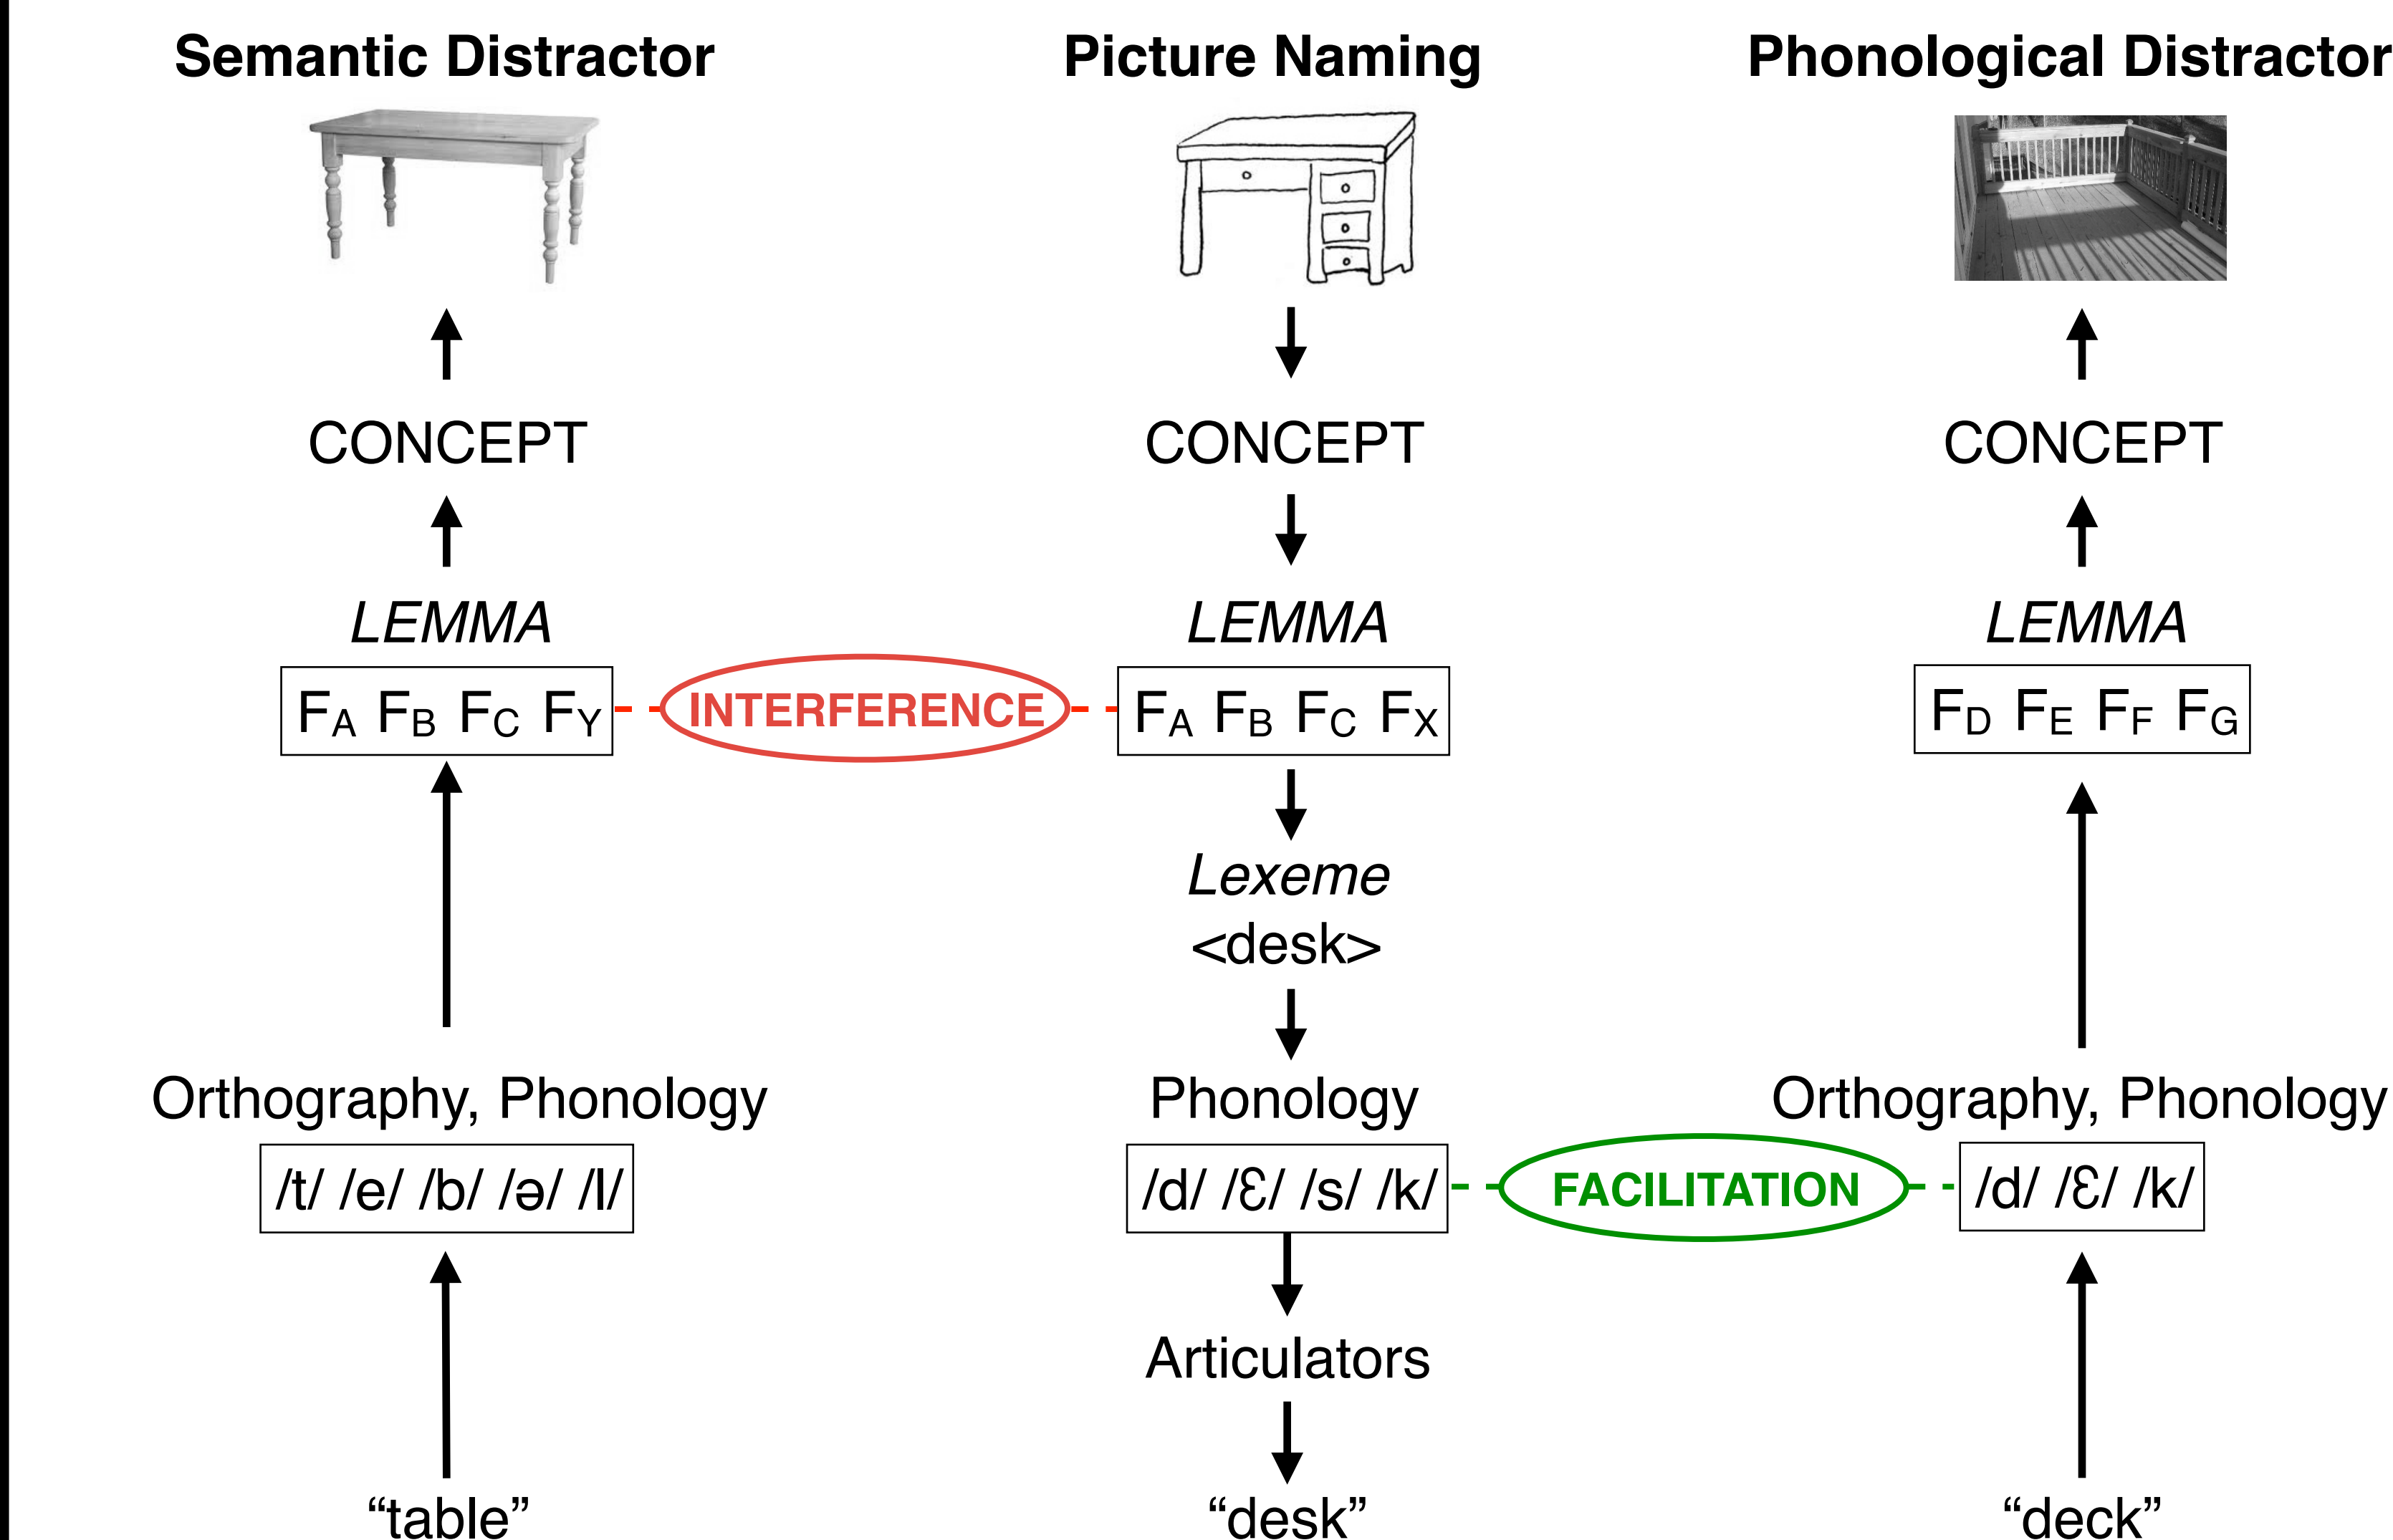 Semantic Distractor
Picture Naming
Phonological Distractor
CONCEPT
CONCEPT
CONCEPT
LEMMA
LEMMA
LEMMA
FA FB FC FY
INTERFERENCE
FA FB FC FX
FD FE FF FG
Lexeme
<desk>
Orthography, Phonology
Phonology
Orthography, Phonology
/t/ /e/ /b/ /ə/ /l/
/d/ /Ɛ/ /s/ /k/
FACILITATION
/d/ /Ɛ/ /k/
Articulators
“table”
“desk”
“deck”